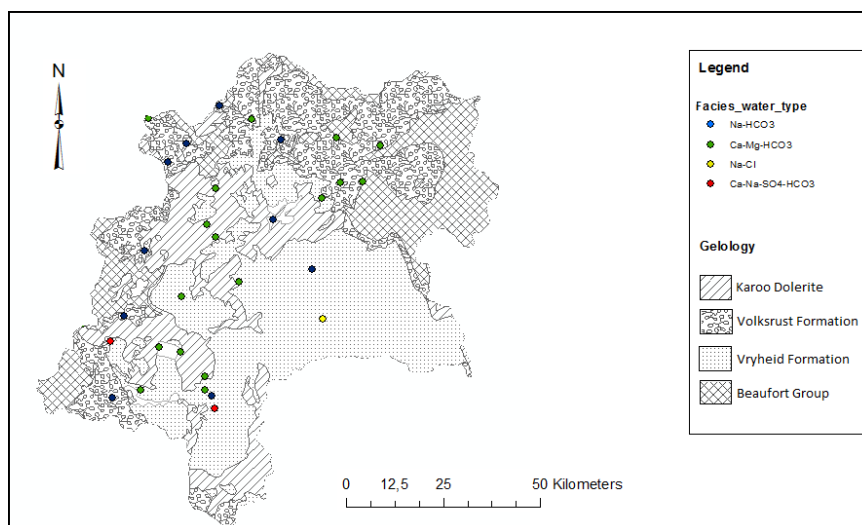 N
Legend
Facies_water_type
Na-HCO3
Ca-Mg-HCO3
Na-Cl
Ca-Na-SO4-HCO3
Gelology
Karoo Dolerite
Volksrust Formation
Vryheid Formation
Beaufort Group
0 12,5 25 50 Kilometers